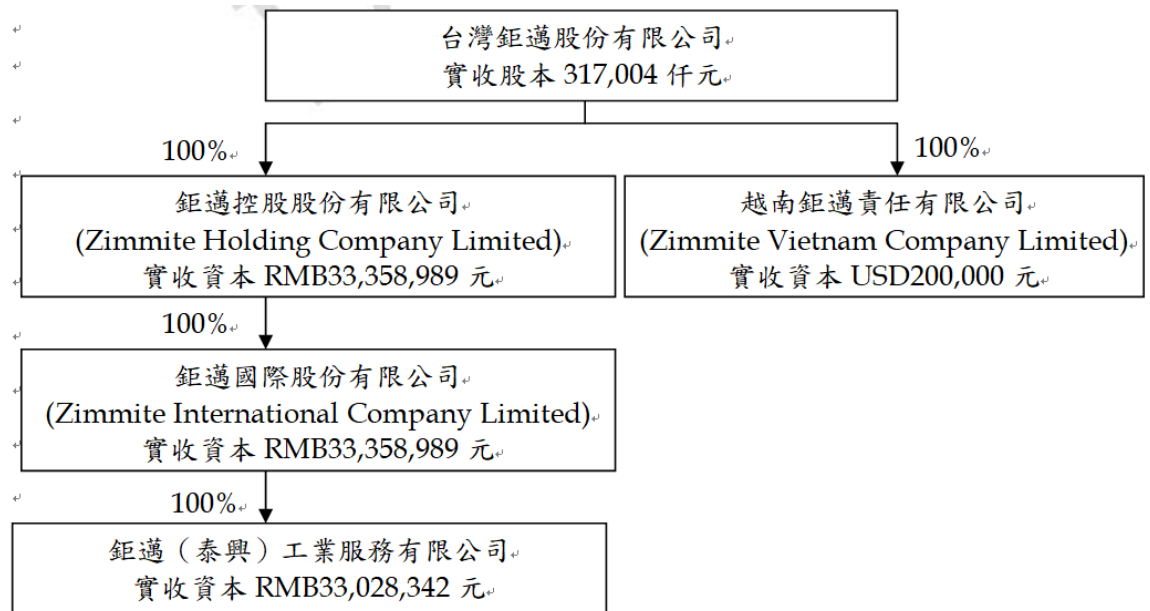 台灣鉅邁股份有限公司
實收股本 317,004 仟元
100%
100%
鉅邁控股股份有限公司
(Zimmite Holding Company Limited)
實收資本 RMB33,358,989 元
越南鉅邁責任有限公司
(Zimmite Vietnam Company Limited)
實收資本 USD200,000 元
100%
鉅邁國際股份有限公司
(Zimmite International Company Limited)
實收資本 RMB33,358,989 元
100%
鉅邁（泰興）工業服務有限公司
實收資本 RMB33,028,342 元